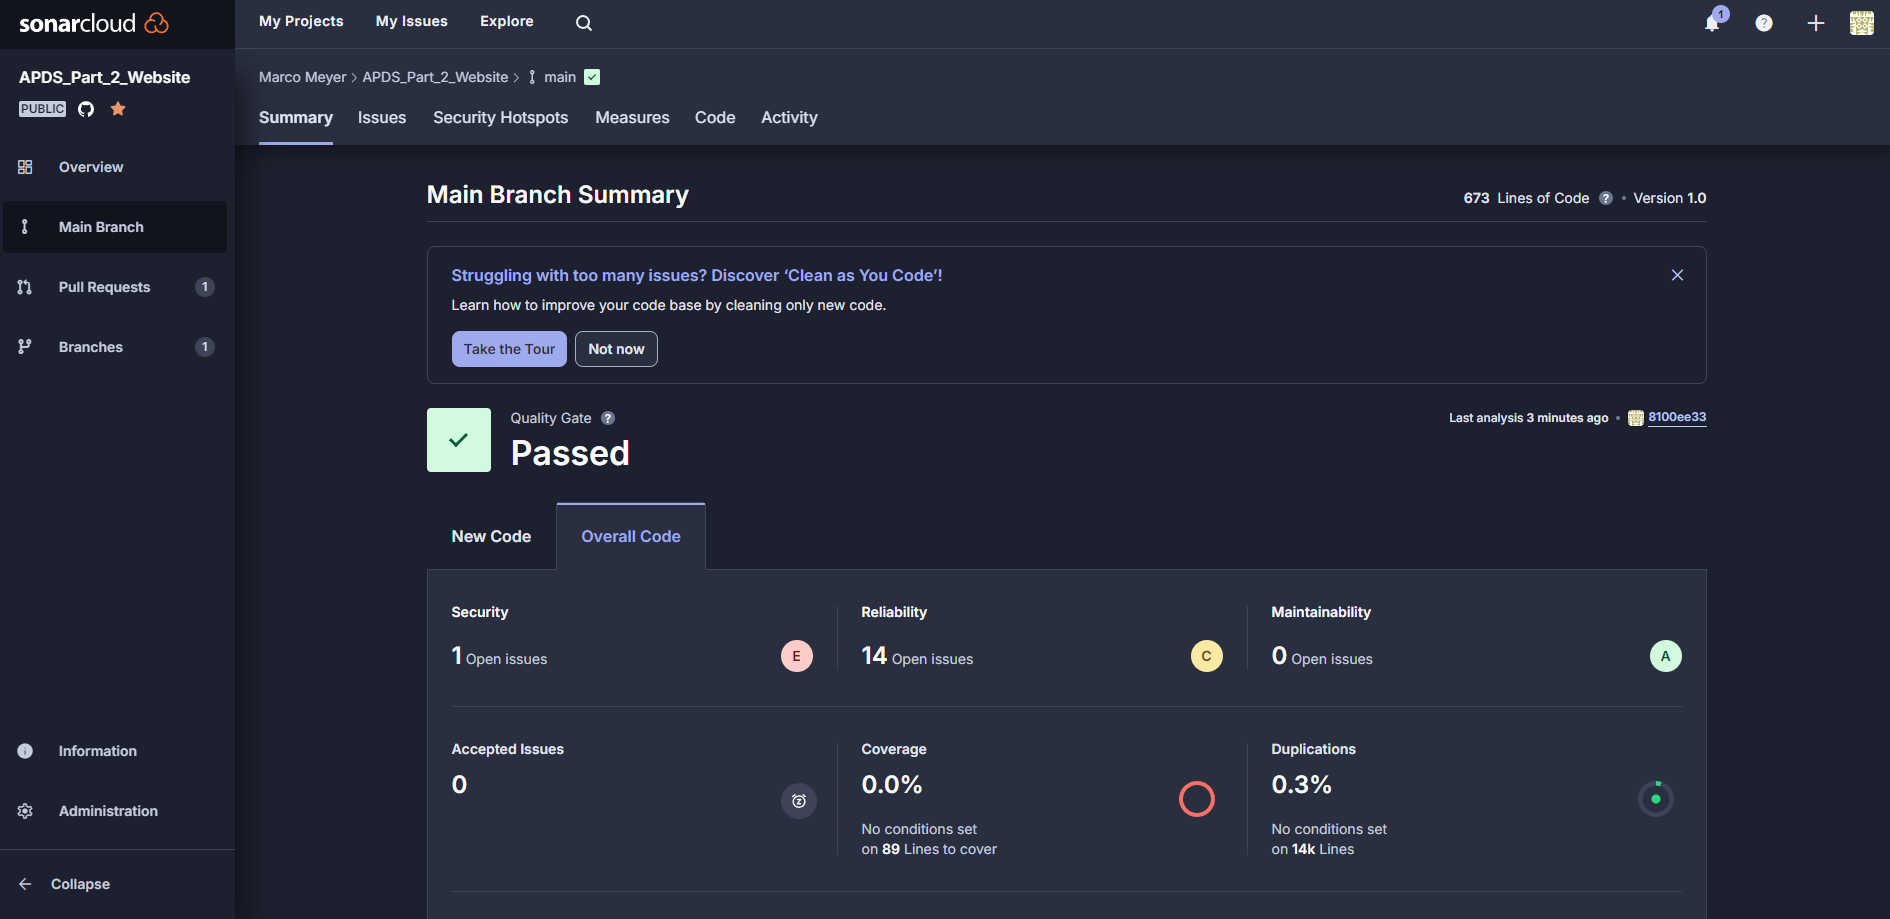 sonarcloud
My Projects My Issues Explore
1
?
APDS_Part_2_Website
PUBLIC
Overview
Main Branch
Pull Requests 1
Branches 1
Information
Administration
Collapse
Marco Meyer > APDS_Part_2_Website > main
Summary Issues Security Hotspots Measures Code Activity
Main Branch Summary
673 Lines of Code ? • Version 1.0
Struggling with too many issues? Discover ‘Clean as You Code’!
Learn how to improve your code base by cleaning only new code.
Take the Tour Not now
Quality Gate ?
Passed
Last analysis 3 minutes ago • 8100ee33
New Code Overall Code
Security Reliability Maintainability
1 Open issues E 14 Open issues C 0 Open issues A
Accepted Issues Coverage Duplications
0 0.0% 0.3%
No conditions set No conditions set
on 89 Lines to cover on 14k Lines